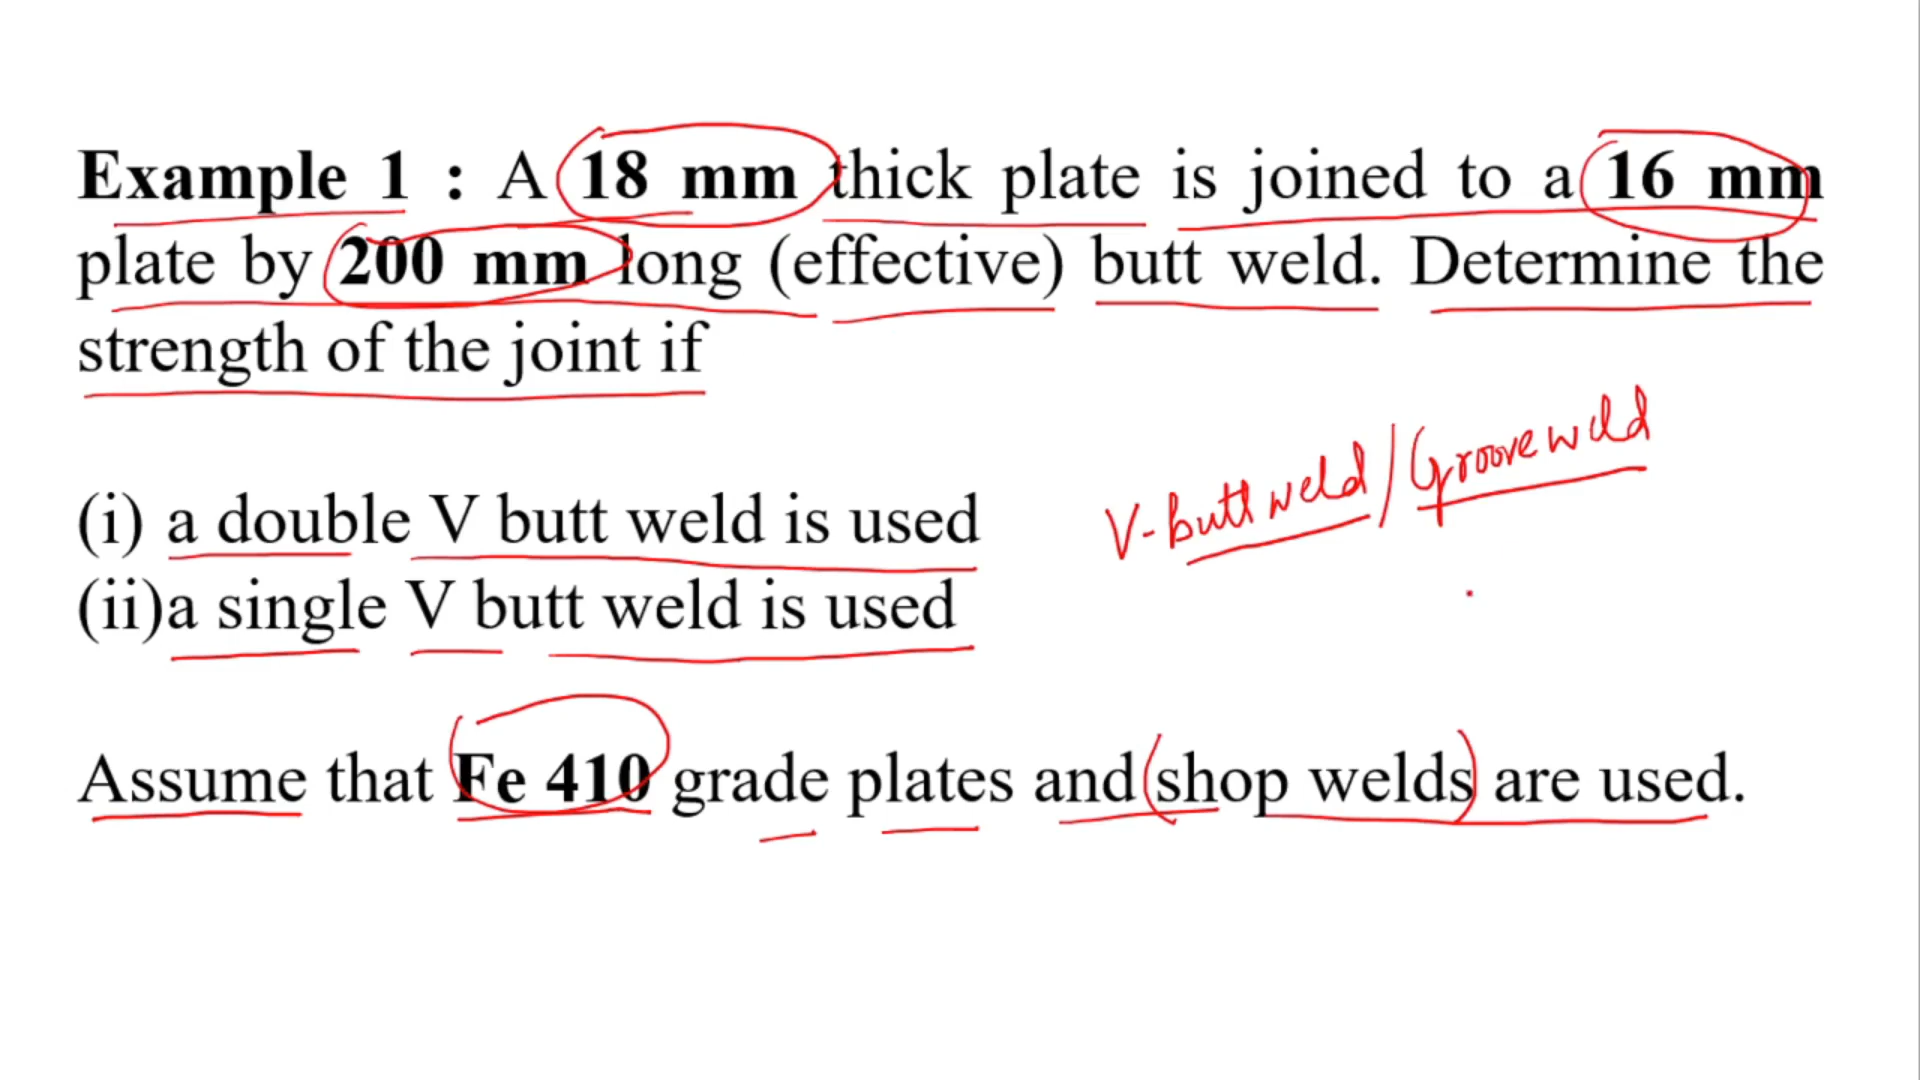 Example 1 : A 18 mm thick plate is joined to a 16 mm
plate by 200 mm long (effective) butt weld. Determine the
strength of the joint if
V-butt weld/Groove weld
(i) a double V butt weld is used
(ii)a single V butt weld is used
Assume that Fe 410 grade plates and (shop welds) are used.